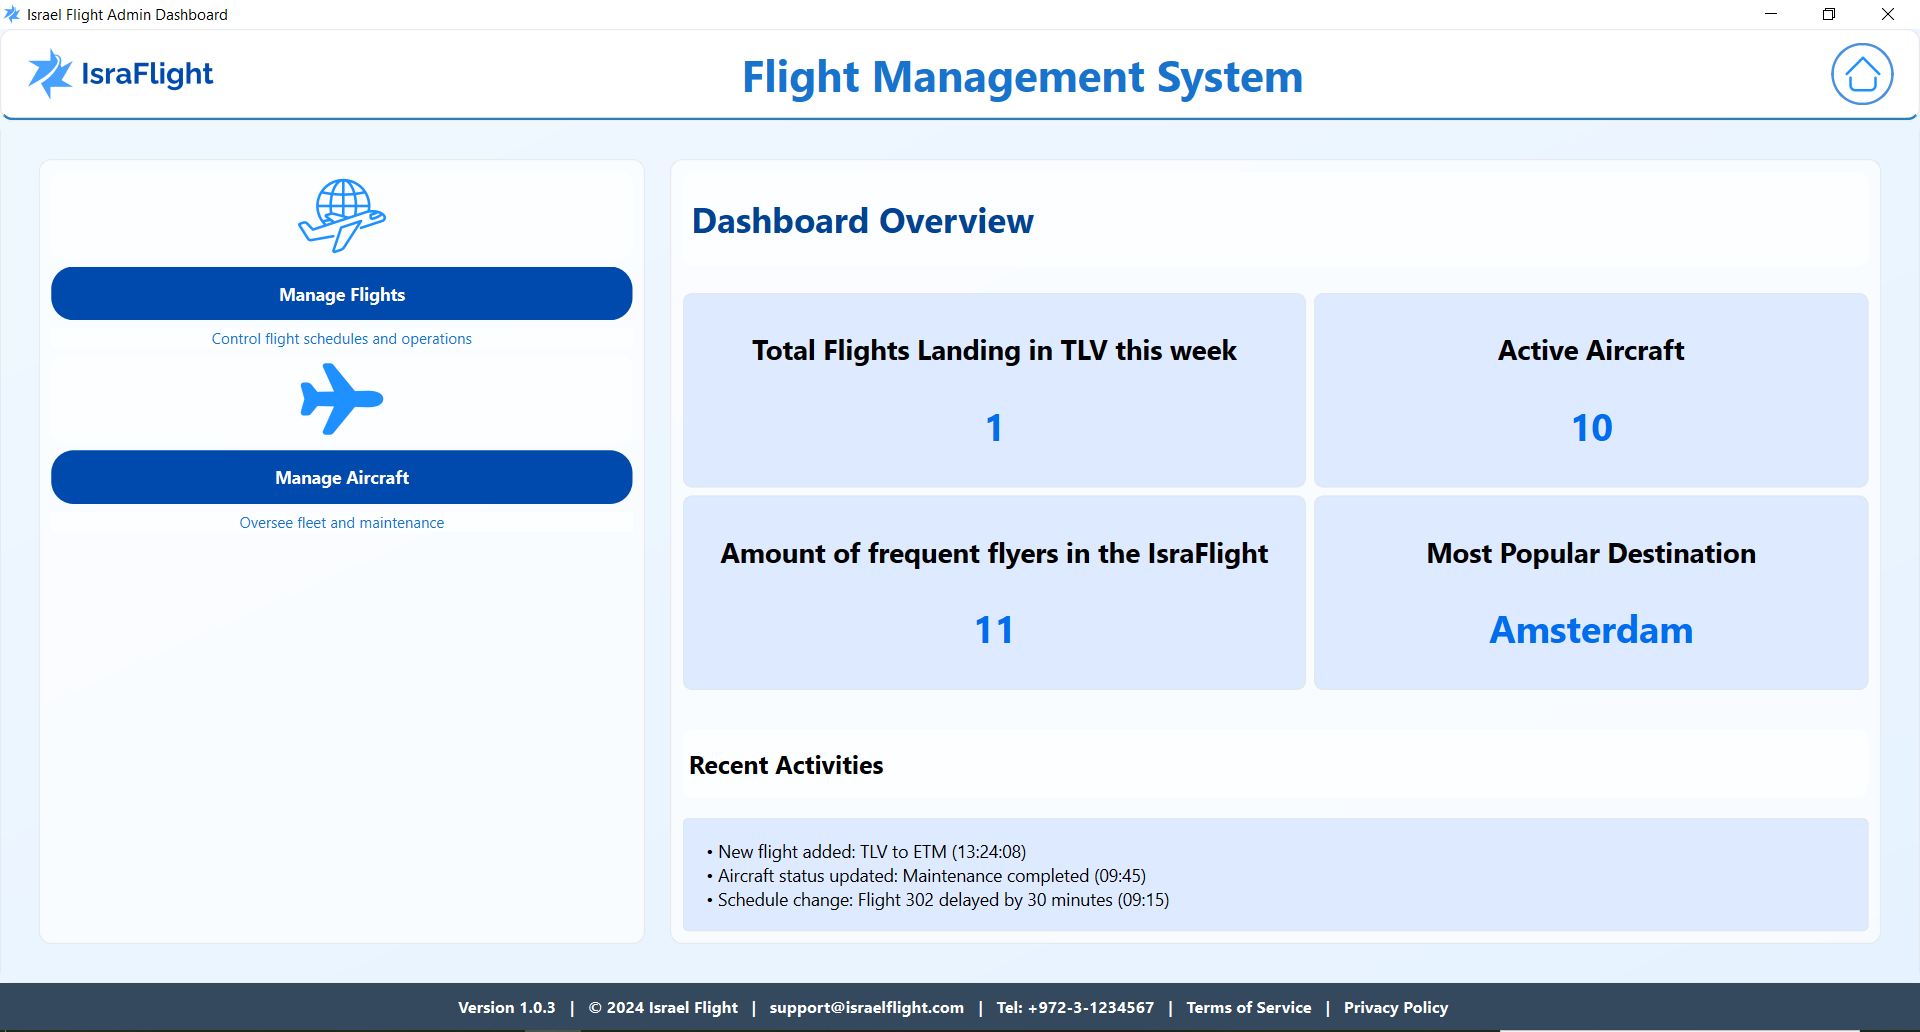 Israel Flight Admin Dashboard
IsraFlight
Flight Management System
Manage Flights
Control flight schedules and operations
Manage Aircraft
Oversee fleet and maintenance
Dashboard Overview
Total Flights Landing in TLV this week
1
Active Aircraft
10
Amount of frequent flyers in the IsraFlight
11
Most Popular Destination
Amsterdam
Recent Activities
• New flight added: TLV to ETM (13:24:08)
• Aircraft status updated: Maintenance completed (09:45)
• Schedule change: Flight 302 delayed by 30 minutes (09:15)
Version 1.0.3 | © 2024 Israel Flight | support@israelflight.com | Tel: +972-3-1234567 | Terms of Service | Privacy Policy